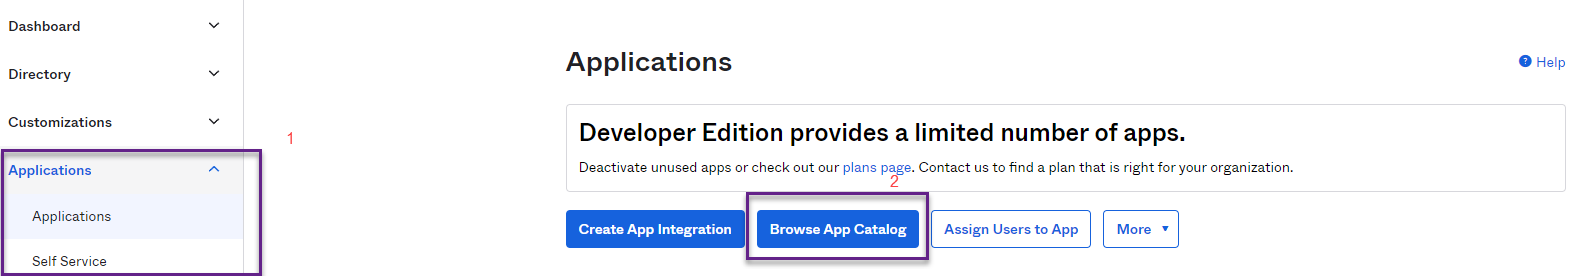 Dashboard
Directory
Customizations
1
Applications
Applications
Self Service
Applications
Help
Developer Edition provides a limited number of apps.
Deactivate unused apps or check out our plans page. Contact us to find a plan that is right for your organization.
2
Create App Integration
Browse App Catalog
Assign Users to App
More